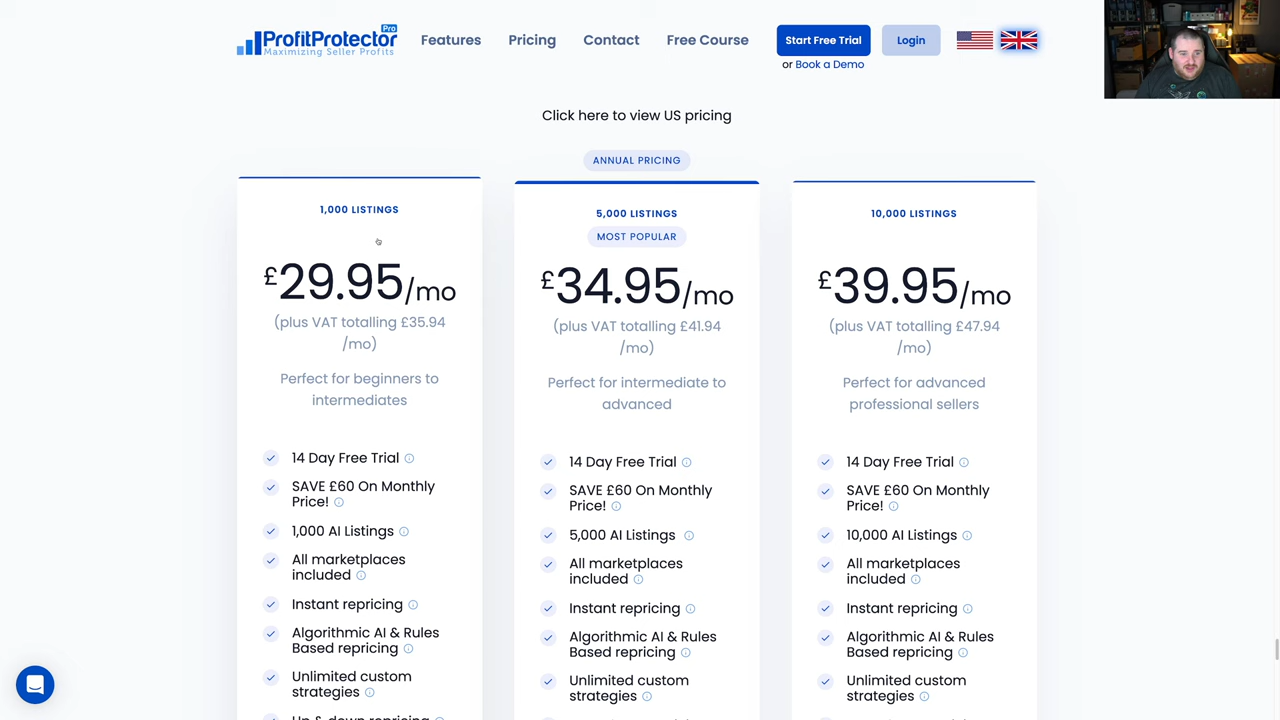 ProfitProtector Pro
Maximizing Seller Profits
Features
Pricing
Contact
Free Course
Start Free Trial
or Book a Demo
Login
Click here to view US pricing
ANNUAL PRICING
1,000 LISTINGS
£29.95/mo
(plus VAT totalling £35.94
/mo)
Perfect for beginners to
intermediates
14 Day Free Trial
SAVE £60 On Monthly
Price!
1,000 AI Listings
All marketplaces
included
Instant repricing
Algorithmic AI & Rules
Based repricing
Unlimited custom
strategies
Up & down repricing
5,000 LISTINGS
MOST POPULAR
£34.95/mo
(plus VAT totalling £41.94
/mo)
Perfect for intermediate to
advanced
14 Day Free Trial
SAVE £60 On Monthly
Price!
5,000 AI Listings
All marketplaces
included
Instant repricing
Algorithmic AI & Rules
Based repricing
Unlimited custom
strategies
10,000 LISTINGS
£39.95/mo
(plus VAT totalling £47.94
/mo)
Perfect for advanced
professional sellers
14 Day Free Trial
SAVE £60 On Monthly
Price!
10,000 AI Listings
All marketplaces
included
Instant repricing
Algorithmic AI & Rules
Based repricing
Unlimited custom
strategies